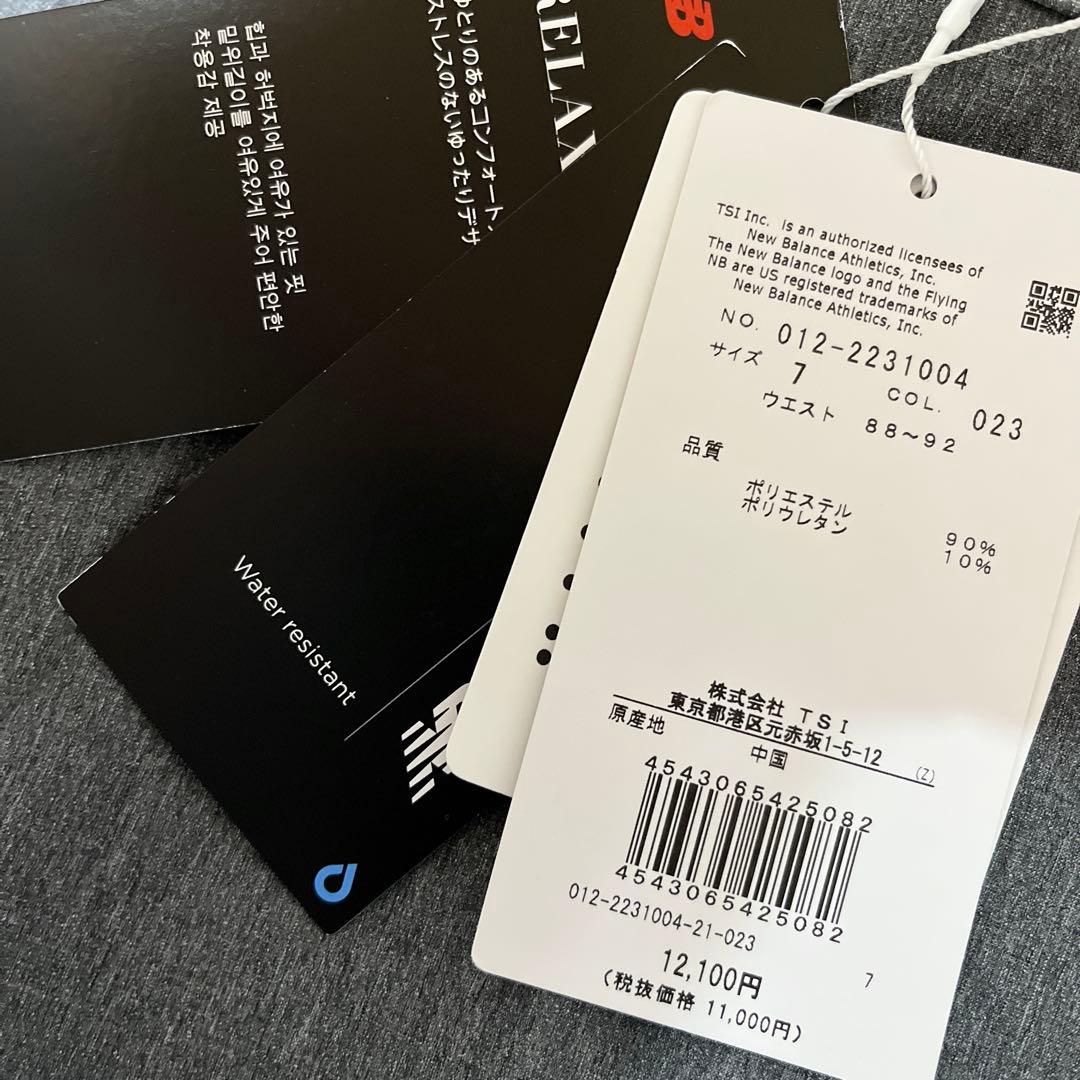 힙과 허벅지에 여유가 있는 핏
밑위길이를 여유있게 주어 편안한
착용감 제공
RELAX
ゆとりのあるコンフォート、
ストレスのないゆったりデザ
Water resistant
TSI Inc. is an authorized licensees of
New Balance Athletics, Inc.
The New Balance logo and the Flying
NB are US registered trademarks of
New Balance Athletics, Inc.
NO. 012-2231004
サイズ 7 COL. 023
ウエスト 88~92
品質
ポリエステル 90%
ポリウレタン 10%
株式会社 TSI
東京都港区元赤坂1-5-12
原産地 中国 (Z)
4543065425082
4543065425082
012-2231004-21-023
12,100円 7
(税抜価格 11,000円)